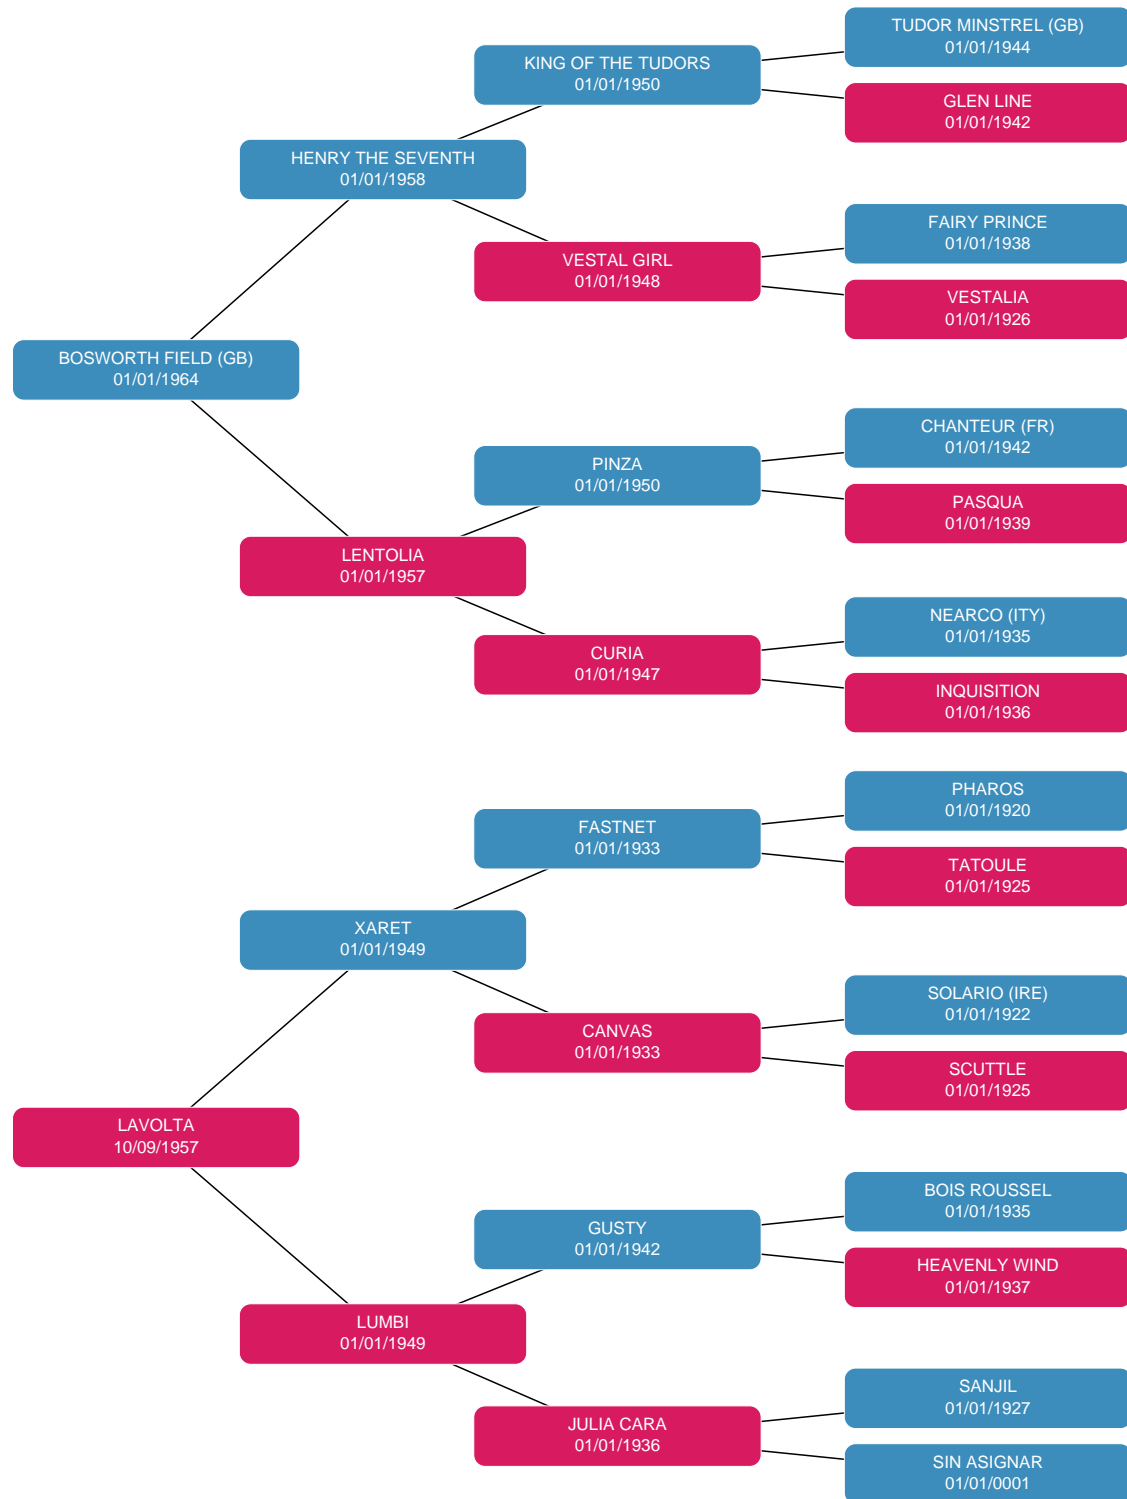 TUDOR MINSTREL (GB)
01/01/1944
KING OF THE TUDORS
01/01/1950
GLEN LINE
01/01/1942
HENRY THE SEVENTH
01/01/1958
FAIRY PRINCE
01/01/1938
VESTAL GIRL
01/01/1948
VESTALIA
01/01/1926
BOSWORTH FIELD (GB)
01/01/1964
CHANTEUR (FR)
01/01/1942
PINZA
01/01/1950
PASQUA
01/01/1939
LENTOLIA
01/01/1957
NEARCO (ITY)
01/01/1935
CURIA
01/01/1947
INQUISITION
01/01/1936
PHAROS
01/01/1920
FASTNET
01/01/1933
TATOULE
01/01/1925
XARET
01/01/1949
SOLARIO (IRE)
01/01/1922
CANVAS
01/01/1933
SCUTTLE
01/01/1925
LAVOLTA
10/09/1957
BOIS ROUSSEL
01/01/1935
GUSTY
01/01/1942
HEAVENLY WIND
01/01/1937
LUMBI
01/01/1949
SANJIL
01/01/1927
JULIA CARA
01/01/1936
SIN ASIGNAR
01/01/0001